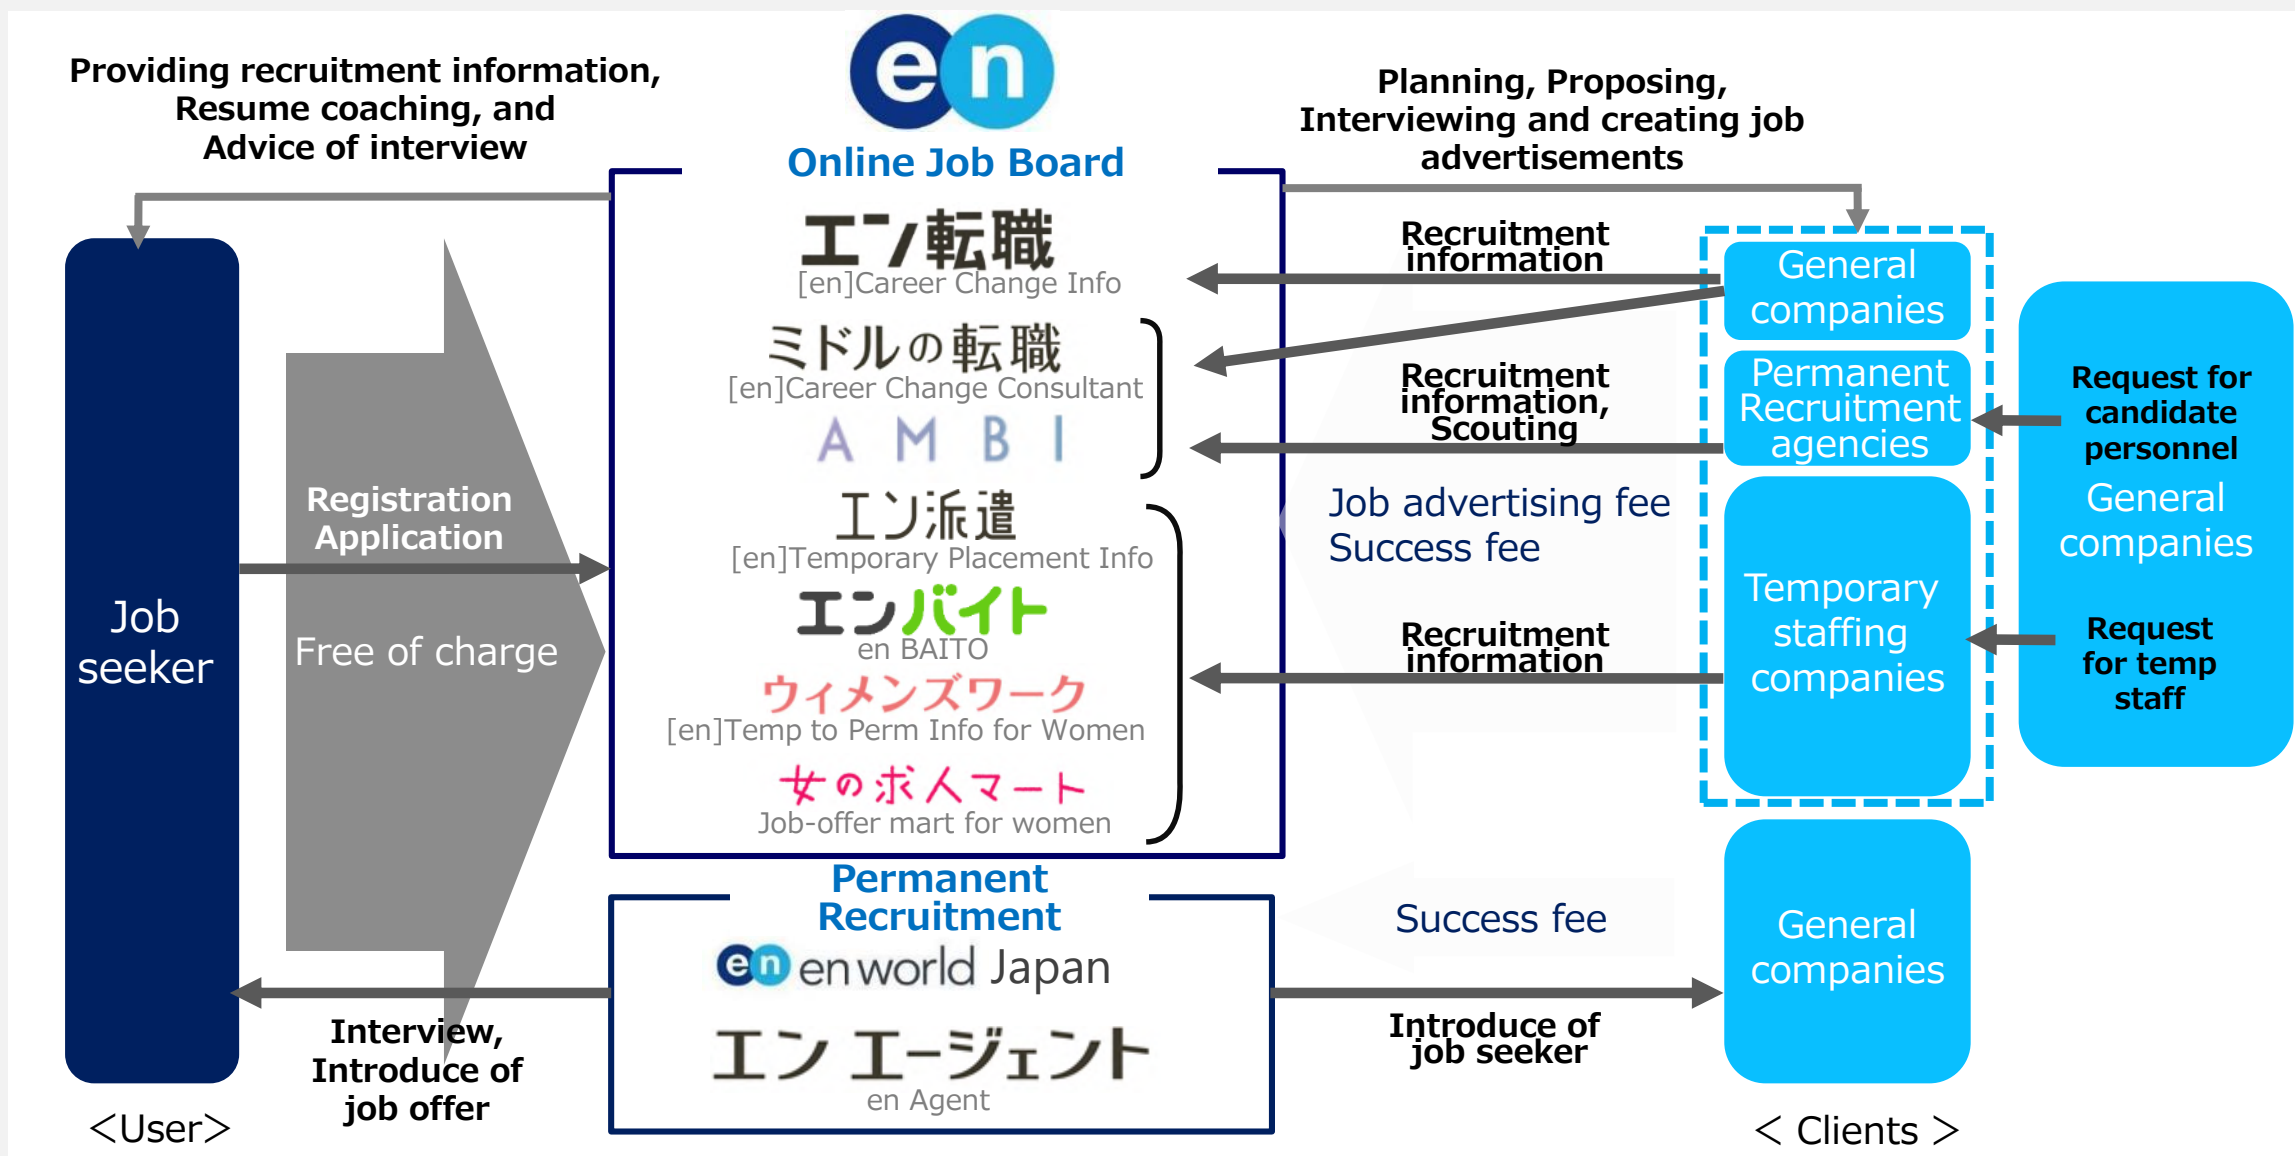 en
Providing recruitment information,
Resume coaching, and
Advice of interview
Planning, Proposing,
Interviewing and creating job
advertisements
Online Job Board
エン転職
[en]Career Change Info
ミドルの転職
[en]Career Change Consultant
AMBI
エン派遣
[en]Temporary Placement Info
エンバイト
en BAITO
ウィメンズワーク
[en]Temp to Perm Info for Women
女の求人マート
Job-offer mart for women
Job
seeker
Registration
Application
Free of charge
Recruitment
information
Recruitment
information,
Scouting
Job advertising fee
Success fee
Recruitment
information
General
companies
Permanent
Recruitment
agencies
Temporary
staffing
companies
Request for
candidate
personnel
General
companies
Request
for temp
staff
Permanent
Recruitment
en en world Japan
エン エージェント
en Agent
Interview,
Introduce of
job offer
Success fee
Introduce of
job seeker
General
companies
＜User＞
＜ Clients ＞